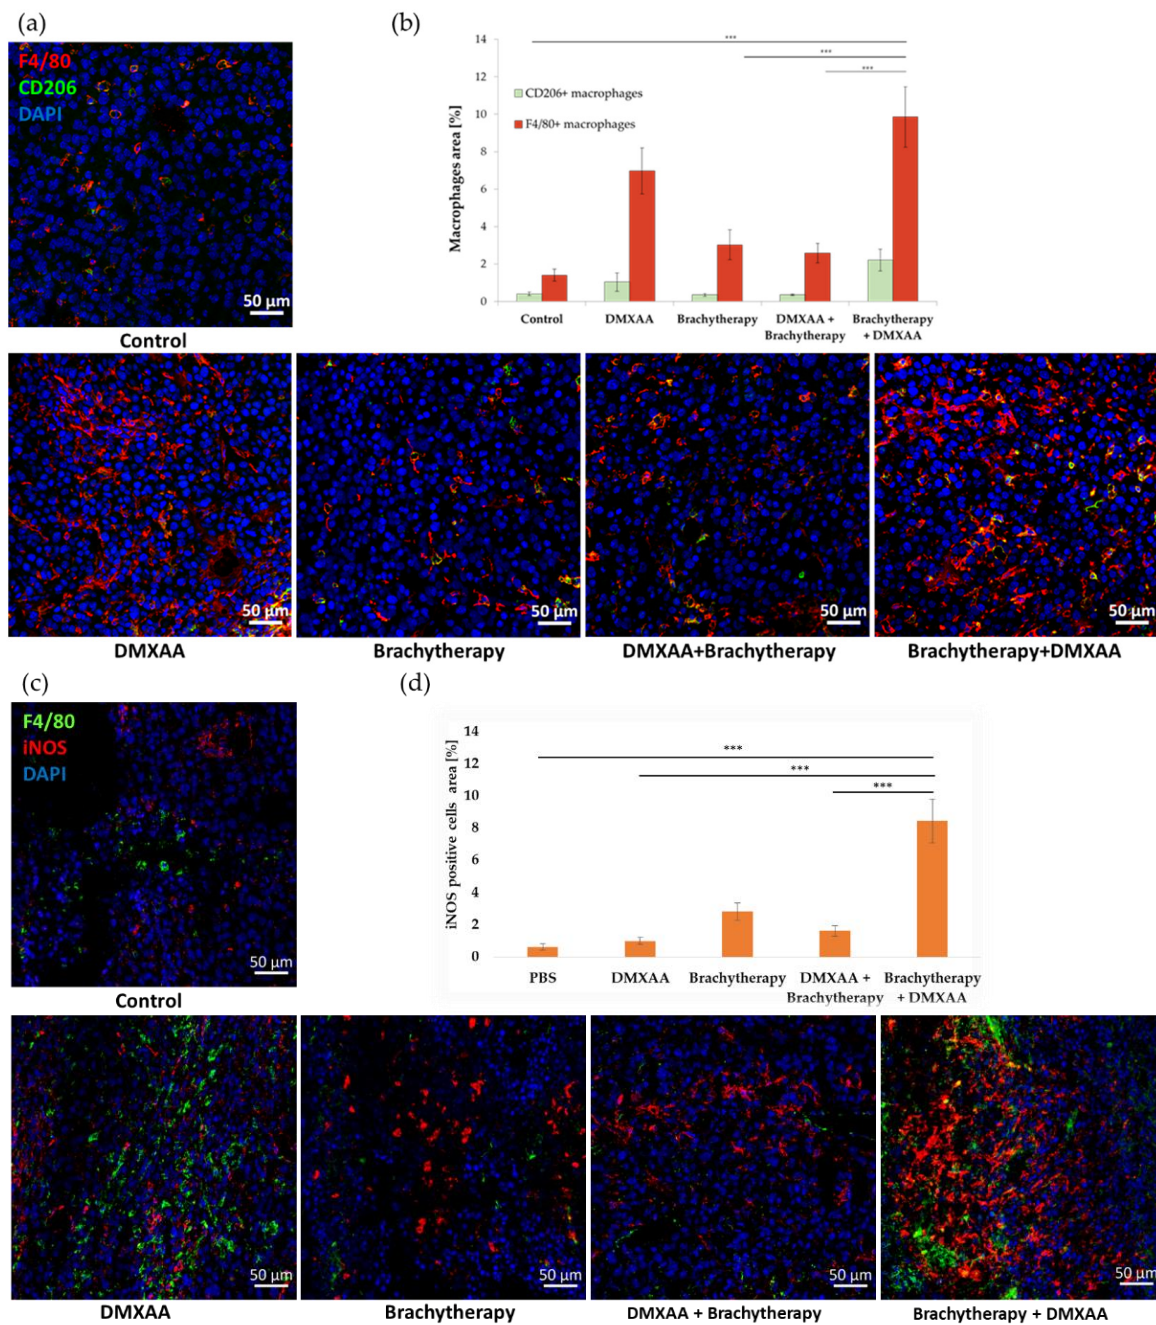 (a)
F4/80
CD206
DAPI
50 µm
Control
(b)
14
12
10
8
6
4
2
0
Macrophages area [%]
CD206+ macrophages
F4/80+ macrophages
***
***
***
Control
DMXAA
Brachytherapy
DMXAA +
Brachytherapy
Brachytherapy
+ DMXAA
50 µm
50 µm
50 µm
50 µm
DMXAA
Brachytherapy
DMXAA+Brachytherapy
Brachytherapy+DMXAA
(c)
F4/80
iNOS
DAPI
50 µm
Control
(d)
14
12
10
8
6
4
2
0
iNOS positive cells area [%]
***
***
***
PBS
DMXAA
Brachytherapy
DMXAA +
Brachytherapy
Brachytherapy
+ DMXAA
50 µm
50 µm
50 µm
50 µm
DMXAA
Brachytherapy
DMXAA + Brachytherapy
Brachytherapy + DMXAA